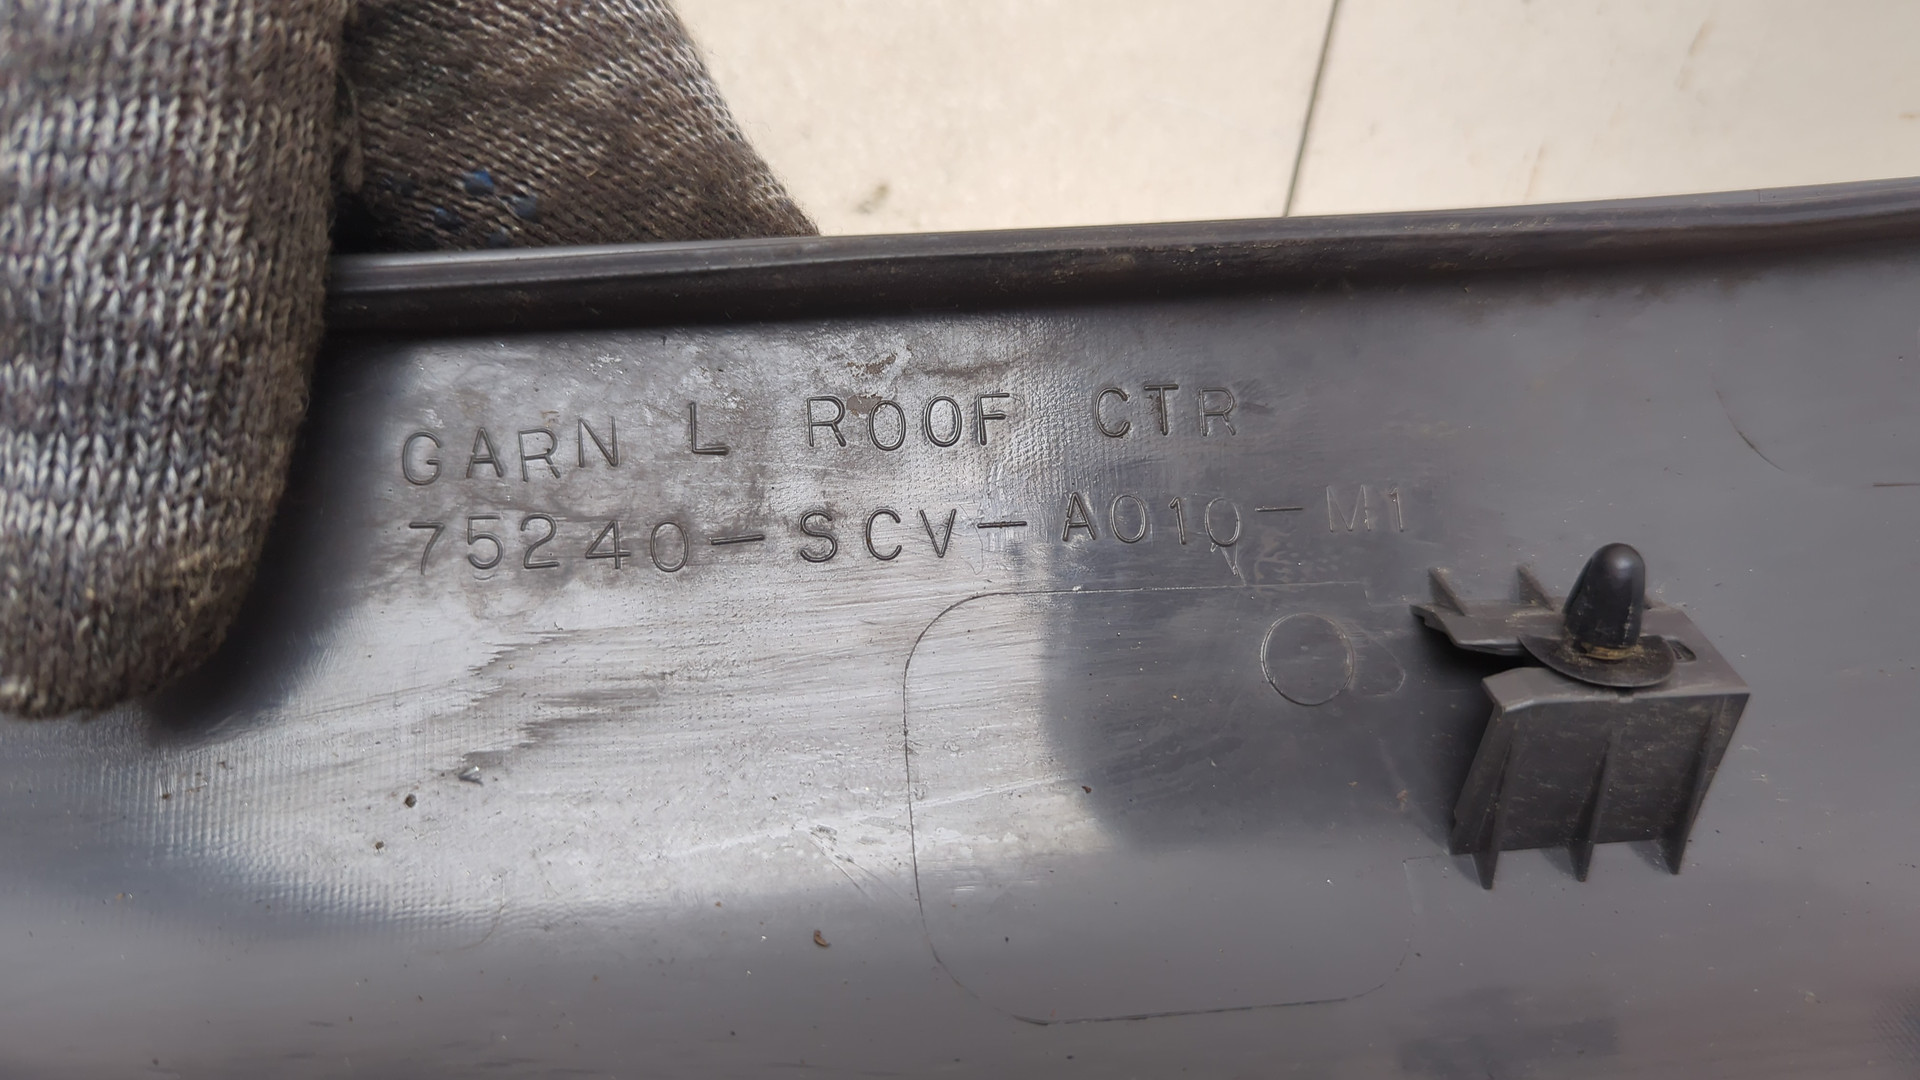 GARN L ROOF CTR
75240-SCV-A010-M1